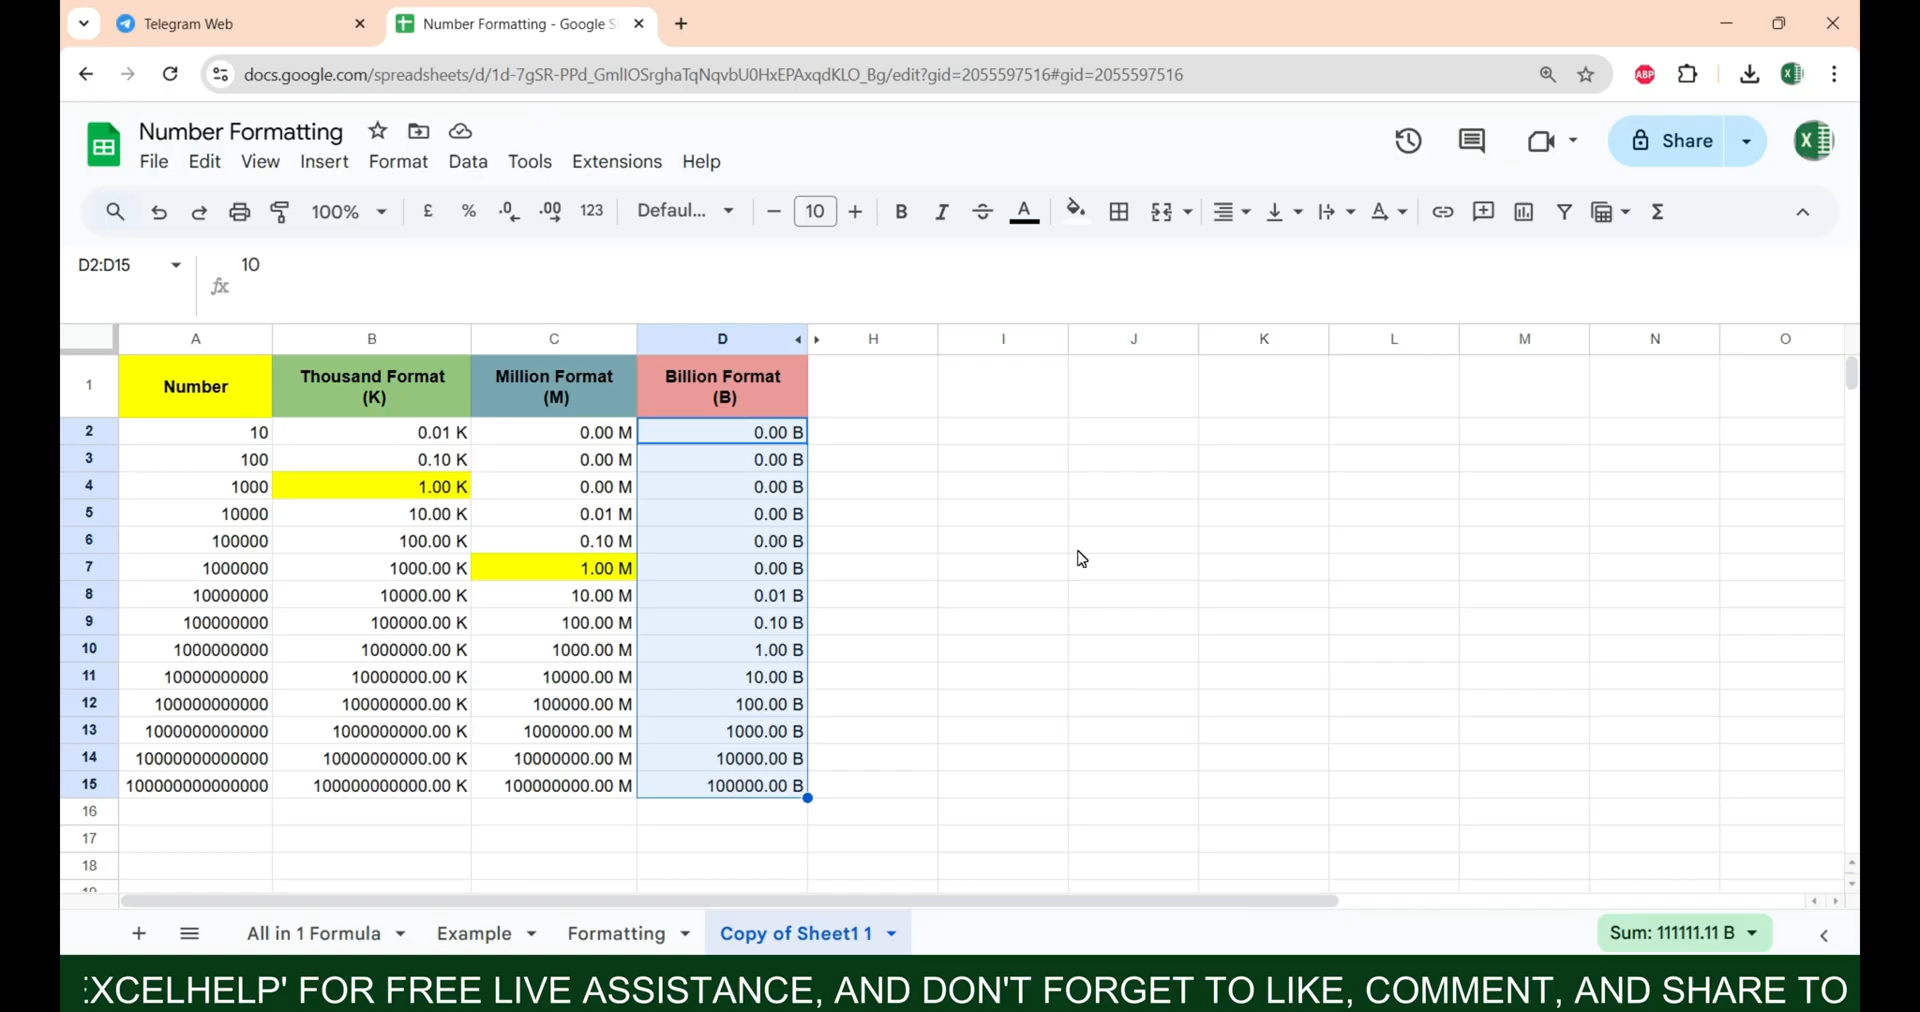 Telegram Web
Number Formatting - Google S
docs.google.com/spreadsheets/d/1d-7gSR-PPd_GmlIOSrghaTqNqvbU0HxEPAxqdKLO_Bg/edit?gid=2055597516#gid=2055597516
ABP
Number Formatting
Share
File Edit View Insert Format Data Tools Extensions Help
100% £ % .0 .00 123 Defaul... 10 B I A
D2:D15 10
fx
A B C D H I J K L M N O
1 Number Thousand Format (K) Million Format (M) Billion Format (B)
2 10 0.01 K 0.00 M 0.00 B
3 100 0.10 K 0.00 M 0.00 B
4 1000 1.00 K 0.00 M 0.00 B
5 10000 10.00 K 0.01 M 0.00 B
6 100000 100.00 K 0.10 M 0.00 B
7 1000000 1000.00 K 1.00 M 0.00 B
8 10000000 10000.00 K 10.00 M 0.01 B
9 100000000 100000.00 K 100.00 M 0.10 B
10 1000000000 1000000.00 K 1000.00 M 1.00 B
11 10000000000 10000000.00 K 10000.00 M 10.00 B
12 100000000000 100000000.00 K 100000.00 M 100.00 B
13 1000000000000 1000000000.00 K 1000000.00 M 1000.00 B
14 10000000000000 10000000000.00 K 10000000.00 M 10000.00 B
15 100000000000000 100000000000.00 K 100000000.00 M 100000.00 B
16
17
18
19
All in 1 Formula Example Formatting Copy of Sheet1 1 Sum: 111111.11 B
XCELHELP' FOR FREE LIVE ASSISTANCE, AND DON'T FORGET TO LIKE, COMMENT, AND SHARE TO